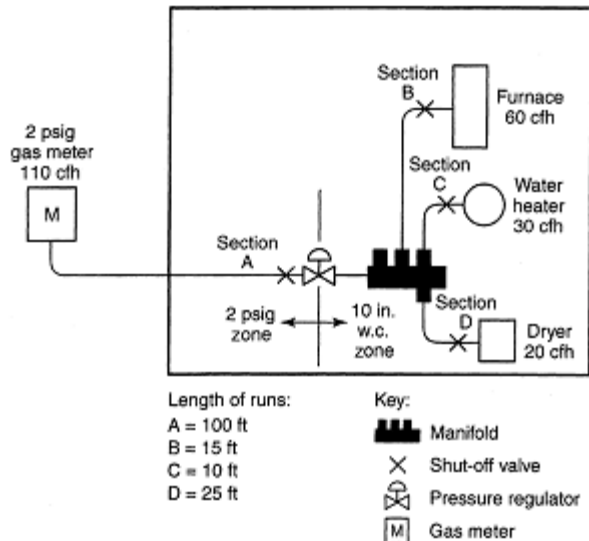 2 psig
gas meter
110 cfh
M
Section
A
2 psig
zone
10 in.
w.c.
zone
Section
B
Furnace
60 cfh
Section
C
Water
heater
30 cfh
Section
D
Dryer
20 cfh
Length of runs:
A = 100 ft
B = 15 ft
C = 10 ft
D = 25 ft
Key:
Manifold
Shut-off valve
Pressure regulator
M Gas meter